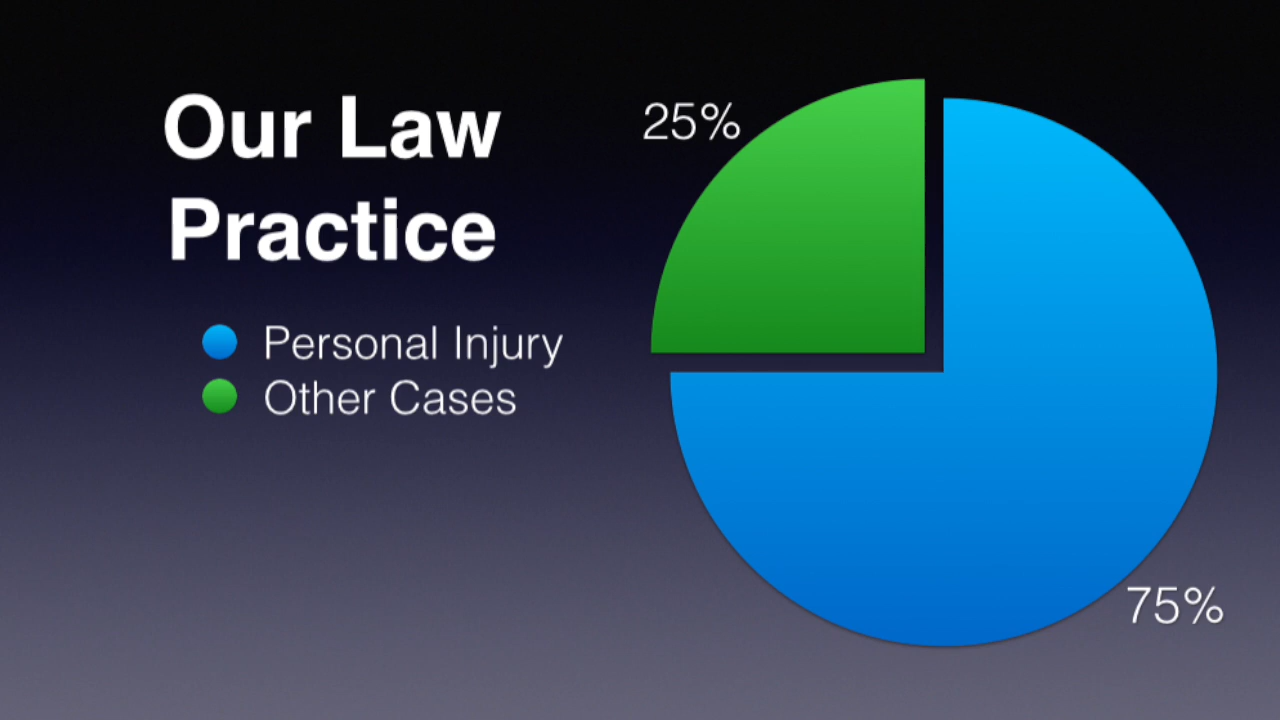 Our Law
Practice
Personal Injury
Other Cases
25%
75%